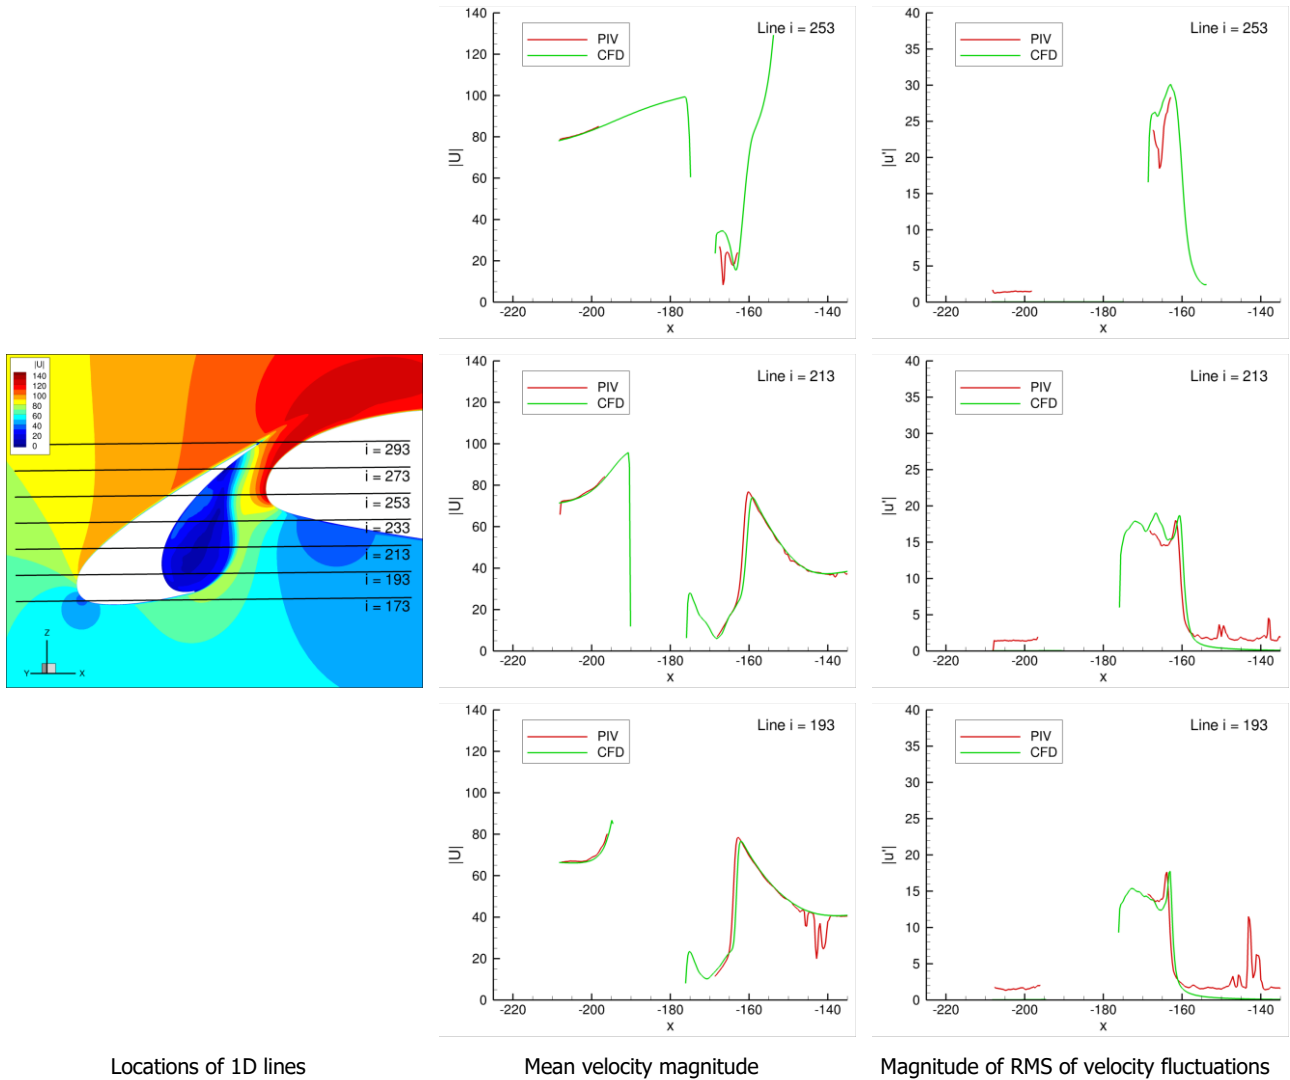 Line i = 253
PIV
CFD
140
120
100
80
60
40
20
0
-220
-200
-180
-160
-140
|U|
x
Line i = 253
PIV
CFD
40
35
30
25
20
15
10
5
0
-220
-200
-180
-160
-140
|u'|
x
|U|
140
120
100
80
60
40
20
0
i = 293
i = 273
i = 253
i = 233
i = 213
i = 193
i = 173
Z
Y
X
Line i = 213
PIV
CFD
140
120
100
80
60
40
20
0
-220
-200
-180
-160
-140
|U|
x
Line i = 213
PIV
CFD
40
35
30
25
20
15
10
5
0
-220
-200
-180
-160
-140
|u'|
x
Line i = 193
PIV
CFD
140
120
100
80
60
40
20
0
-220
-200
-180
-160
-140
|U|
x
Line i = 193
PIV
CFD
40
35
30
25
20
15
10
5
0
-220
-200
-180
-160
-140
|u'|
x
Locations of 1D lines
Mean velocity magnitude
Magnitude of RMS of velocity fluctuations